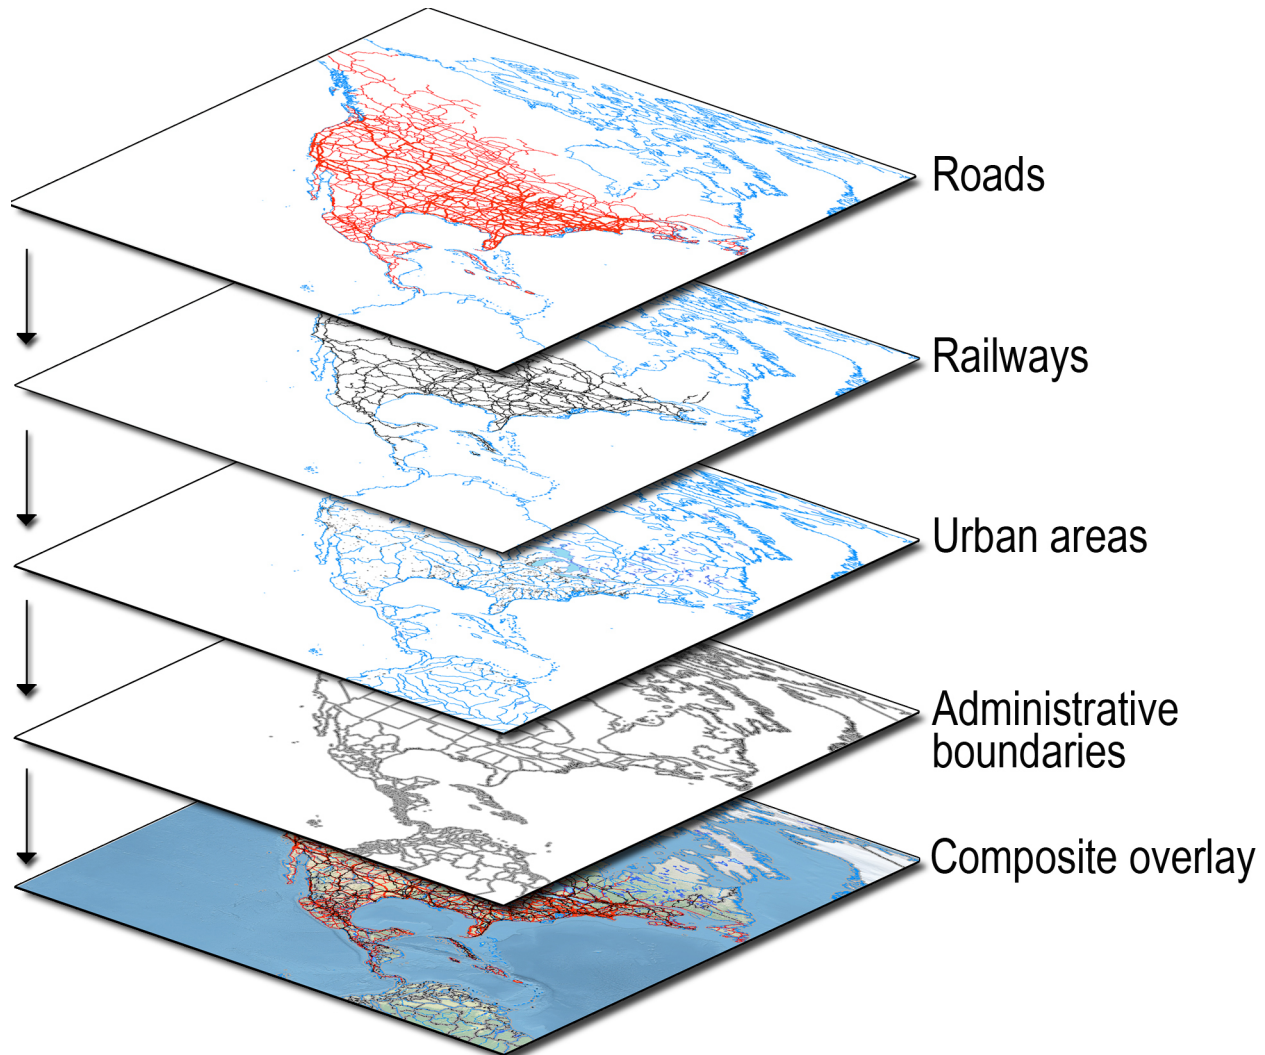 Roads
Railways
Urban areas
Administrative
boundaries
Composite overlay